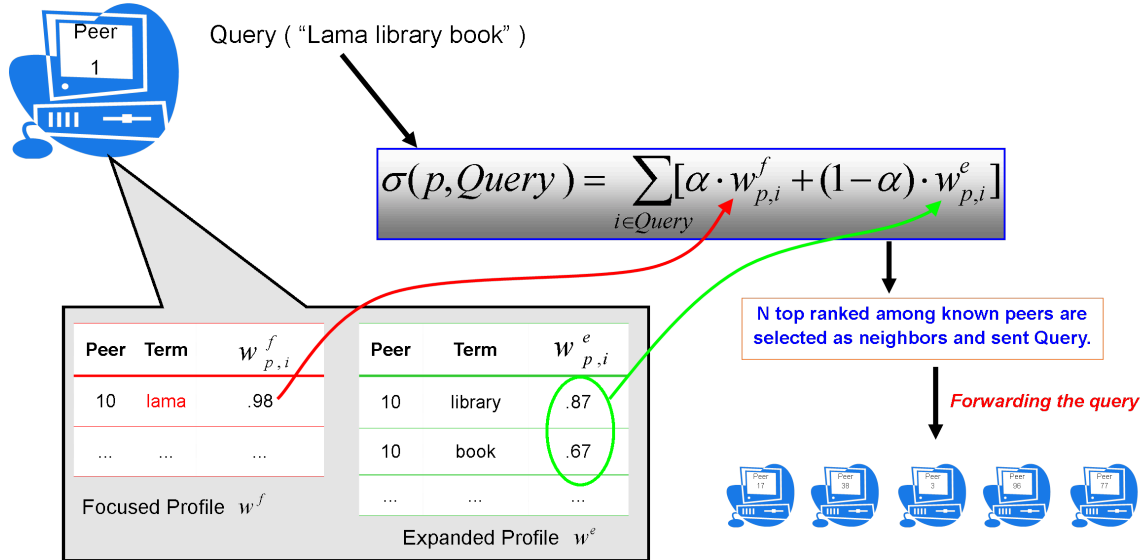 Peer
1
Query ( “Lama library book” )
σ(p,Query) = ∑ i∈Query [α · w^f_{p,i} + (1−α) · w^e_{p,i}]
Peer Term w^f_{p,i}
10 lama .98
... ... ...
Focused Profile w^f
Peer Term w^e_{p,i}
10 library .87
10 book .67
... ... ...
Expanded Profile w^e
N top ranked among known peers are
selected as neighbors and sent Query.
Forwarding the query
Peer
17
Peer
38
Peer
3
Peer
96
Peer
77